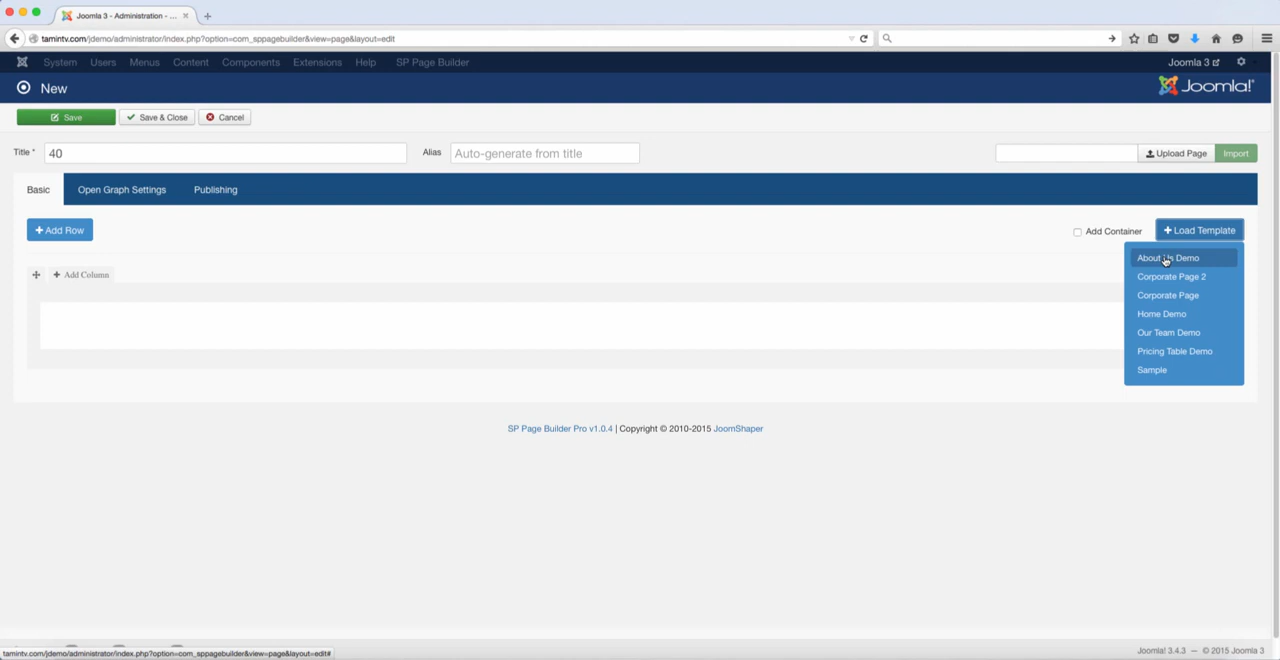 Joomla 3 - Administration - ...
tamintv.com/jdemo/administrator/index.php?option=com_sppagebuilder&view=page&layout=edit
System Users Menus Content Components Extensions Help SP Page Builder Joomla 3
New Joomla!
Save Save & Close Cancel
Title * 40 Alias Auto-generate from title Upload Page Import
Basic Open Graph Settings Publishing
+ Add Row Add Container + Load Template
About Us Demo
+ Add Column
Corporate Page 2
Corporate Page
Home Demo
Our Team Demo
Pricing Table Demo
Sample
SP Page Builder Pro v1.0.4 | Copyright © 2010-2015 JoomShaper
Joomla! 3.4.3 — © 2015 Joomla 3
tamintv.com/jdemo/administrator/index.php?option=com_sppagebuilder&view=page&layout=edit#